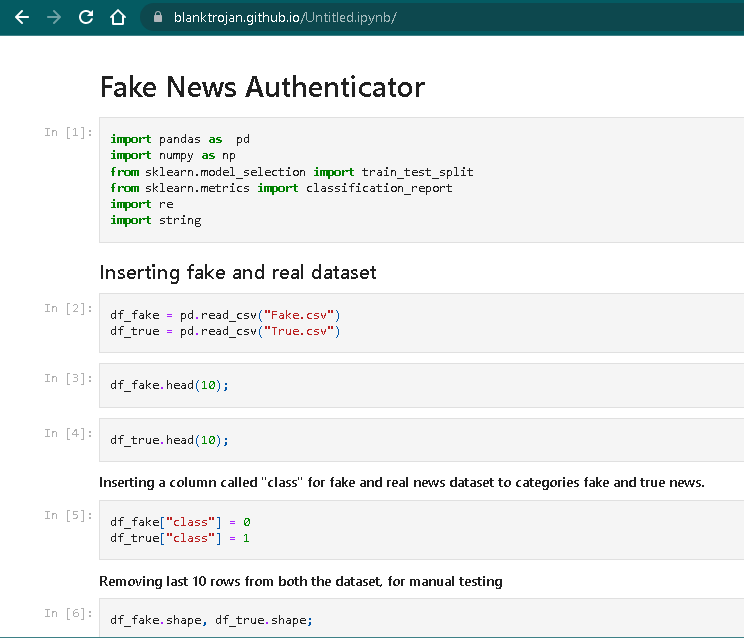 blanktrojan.github.io/Untitled.ipynb/
Fake News Authenticator
In [1]:
import pandas as  pd
import numpy as np
from sklearn.model_selection import train_test_split
from sklearn.metrics import classification_report
import re
import string
Inserting fake and real dataset
In [2]:
df_fake = pd.read_csv("Fake.csv")
df_true = pd.read_csv("True.csv")
In [3]:
df_fake.head(10);
In [4]:
df_true.head(10);
Inserting a column called "class" for fake and real news dataset to categories fake and true news.
In [5]:
df_fake["class"] = 0
df_true["class"] = 1
Removing last 10 rows from both the dataset, for manual testing
In [6]:
df_fake.shape, df_true.shape;